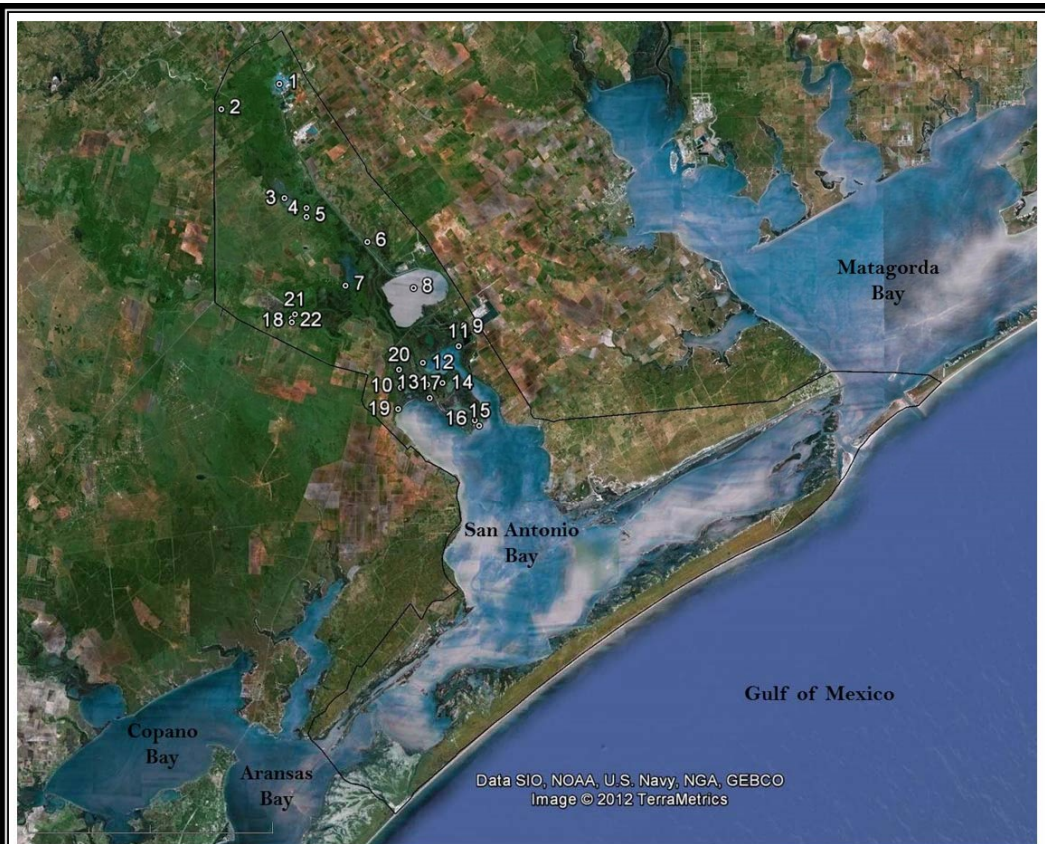 1
2
3
4
5
6
7
8
9
11
21
18
22
20
12
10
13
17
14
19
16
15
Matagorda
Bay
San Antonio
Bay
Gulf of Mexico
Copano
Bay
Aransas
Bay
Data SIO, NOAA, U.S. Navy, NGA, GEBCO
Image © 2012 TerraMetrics